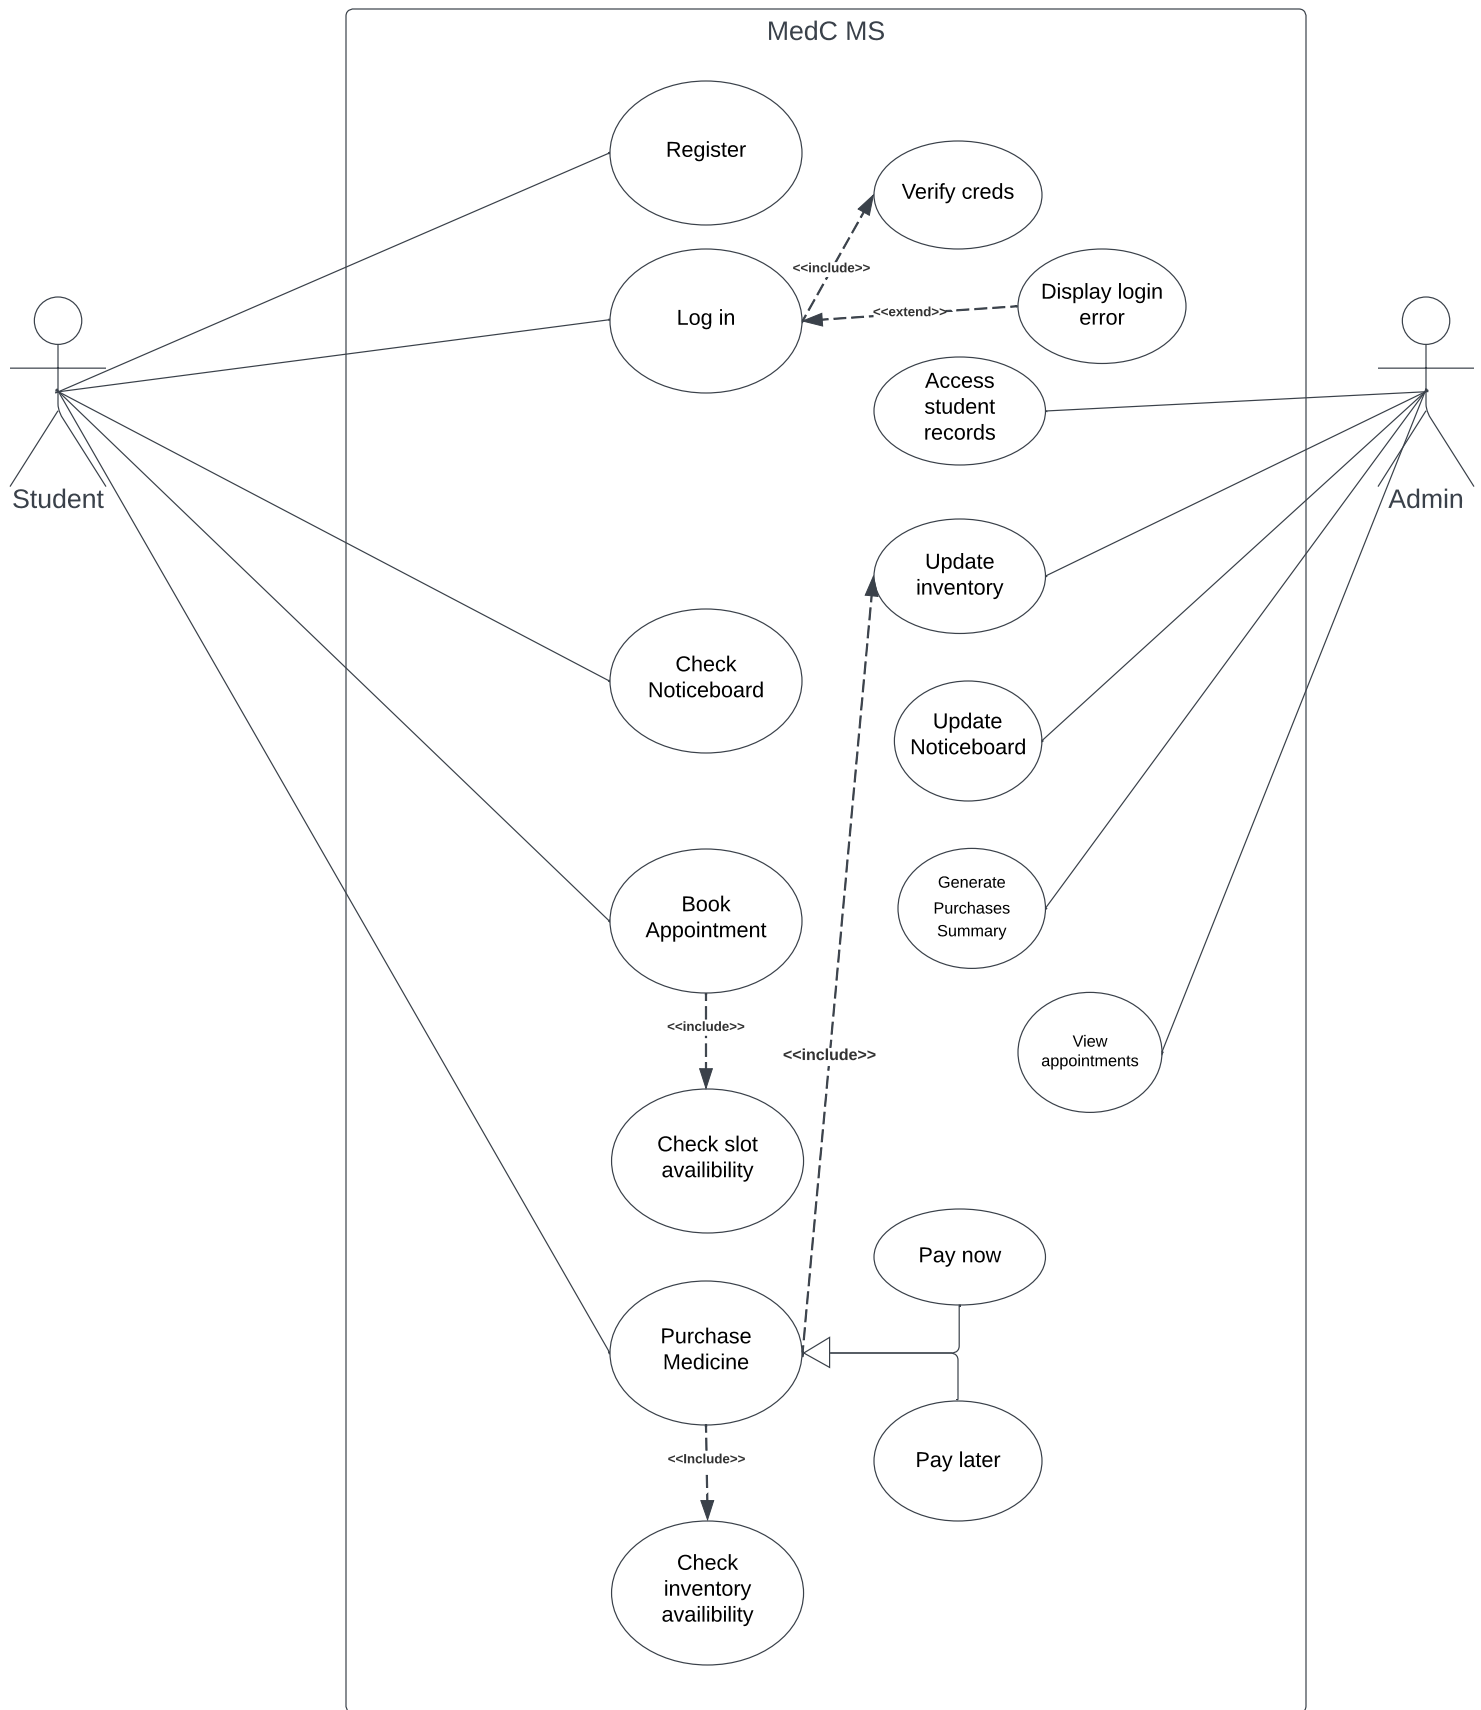 MedC MS
Register
Verify creds
<<include>>
Log in
Display login
error
<<extend>>
Access
student
records
Student
Admin
Update
inventory
Check
Noticeboard
Update
Noticeboard
Book
Appointment
Generate
Purchases
Summary
<<include>>
<<include>>
View
appointments
Check slot
availibility
Pay now
Purchase
Medicine
Pay later
<<Include>>
Check
inventory
availibility